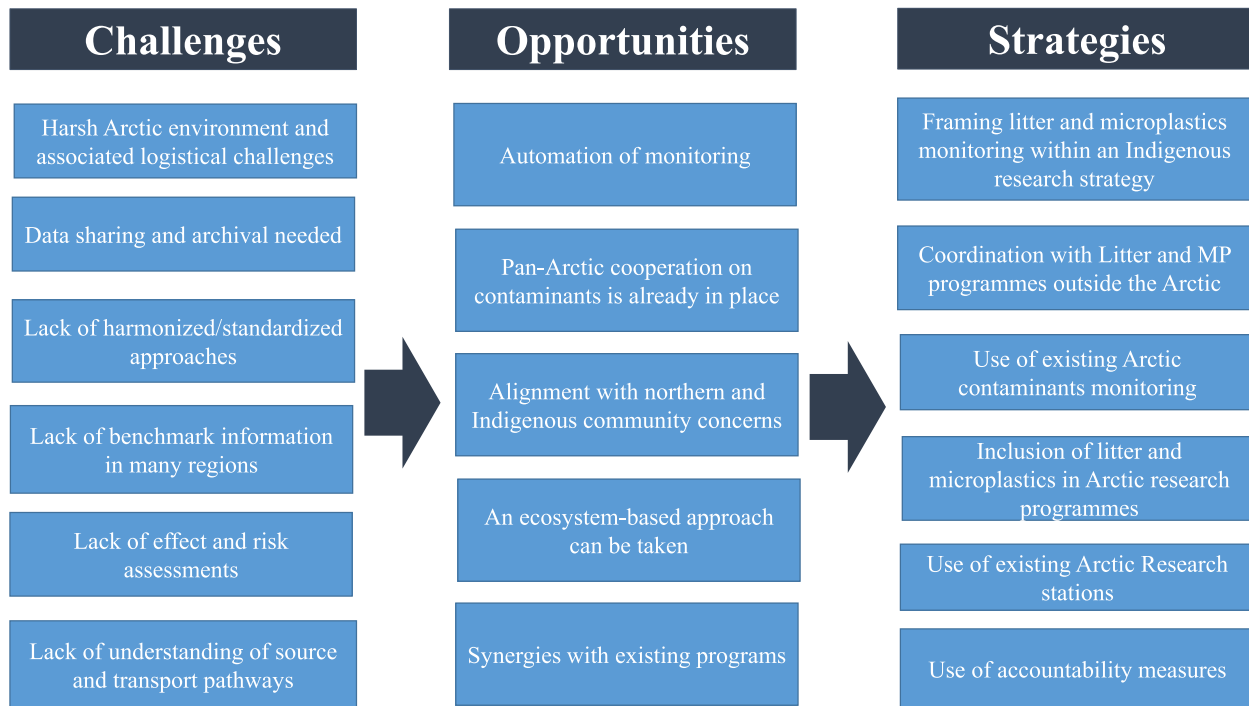 Challenges
Harsh Arctic environment and
associated logistical challenges
Data sharing and archival needed
Lack of harmonized/standardized
approaches
Lack of benchmark information
in many regions
Lack of effect and risk
assessments
Lack of understanding of source
and transport pathways
Opportunities
Automation of monitoring
Pan-Arctic cooperation on
contaminants is already in place
Alignment with northern and
Indigenous community concerns
An ecosystem-based approach
can be taken
Synergies with existing programs
Strategies
Framing litter and microplastics
monitoring within an Indigenous
research strategy
Coordination with Litter and MP
programmes outside the Arctic
Use of existing Arctic
contaminants monitoring
Inclusion of litter and
microplastics in Arctic research
programmes
Use of existing Arctic Research
stations
Use of accountability measures